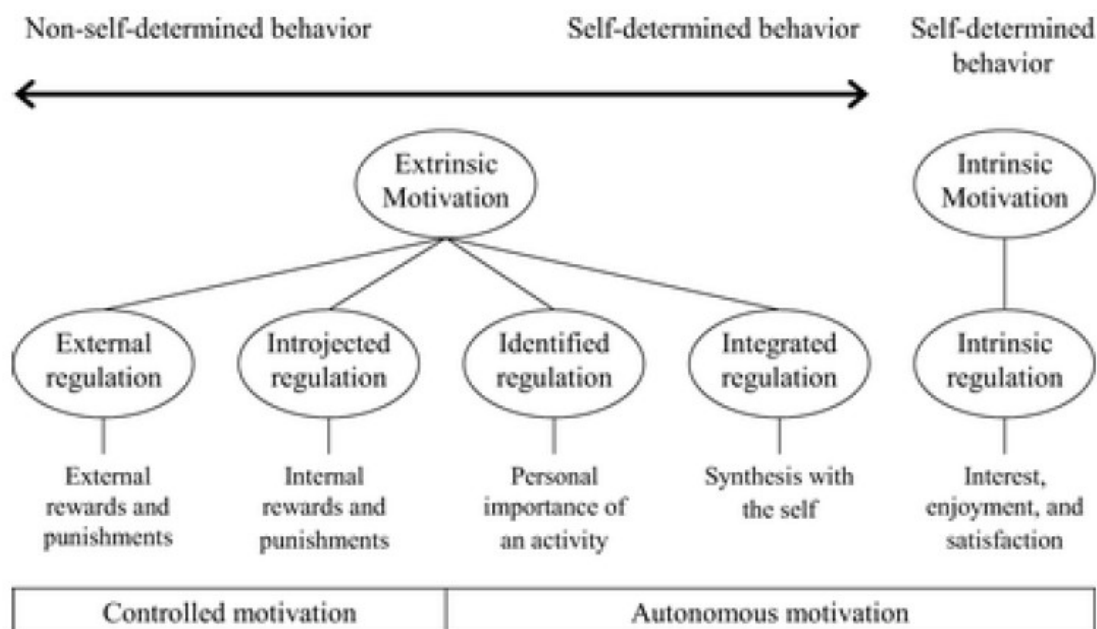 Non-self-determined behavior
Self-determined behavior
Self-determined
behavior
Extrinsic
Motivation
Intrinsic
Motivation
External
regulation
Introjected
regulation
Identified
regulation
Integrated
regulation
Intrinsic
regulation
External
rewards and
punishments
Internal
rewards and
punishments
Personal
importance of
an activity
Synthesis with
the self
Interest,
enjoyment, and
satisfaction
Controlled motivation
Autonomous motivation